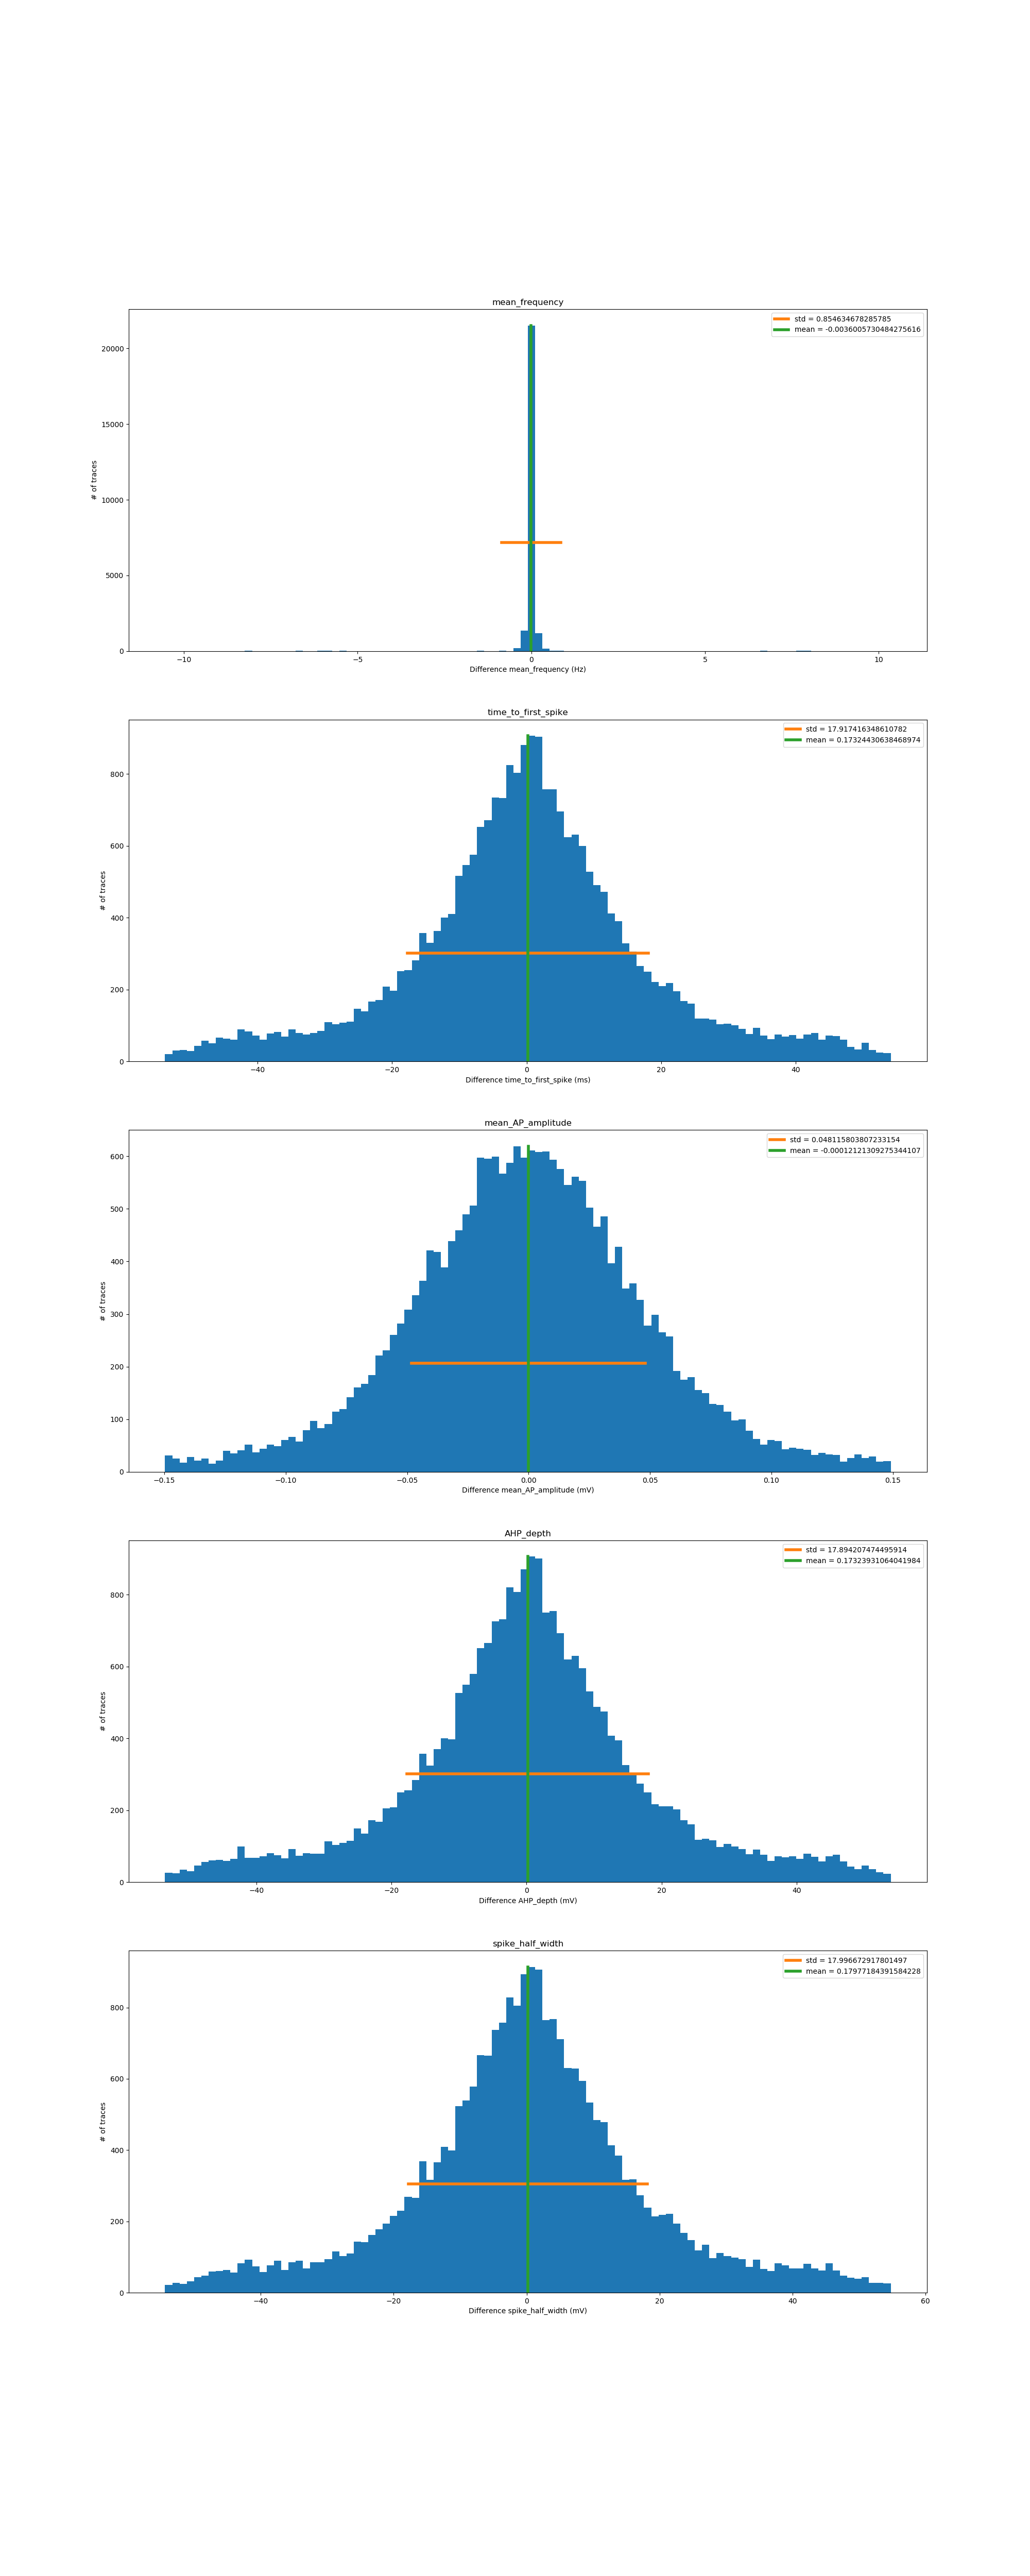 mean_frequency
std = 0.854634678285785
mean = -0.0036005730484275616
# of traces
20000
15000
10000
5000
0
−10 −5 0 5 10
Difference mean_frequency (Hz)
time_to_first_spike
std = 17.917416348610782
mean = 0.17324430638468974
# of traces
800
600
400
200
0
−40 −20 0 20 40
Difference time_to_first_spike (ms)
mean_AP_amplitude
std = 0.048115803807233154
mean = -0.00012121309275344107
# of traces
600
500
400
300
200
100
0
−0.15 −0.10 −0.05 0.00 0.05 0.10 0.15
Difference mean_AP_amplitude (mV)
AHP_depth
std = 17.894207474495914
mean = 0.17323931064041984
# of traces
800
600
400
200
0
−40 −20 0 20 40
Difference AHP_depth (mV)
spike_half_width
std = 17.996672917801497
mean = 0.17977184391584228
# of traces
800
600
400
200
0
−40 −20 0 20 40 60
Difference spike_half_width (mV)